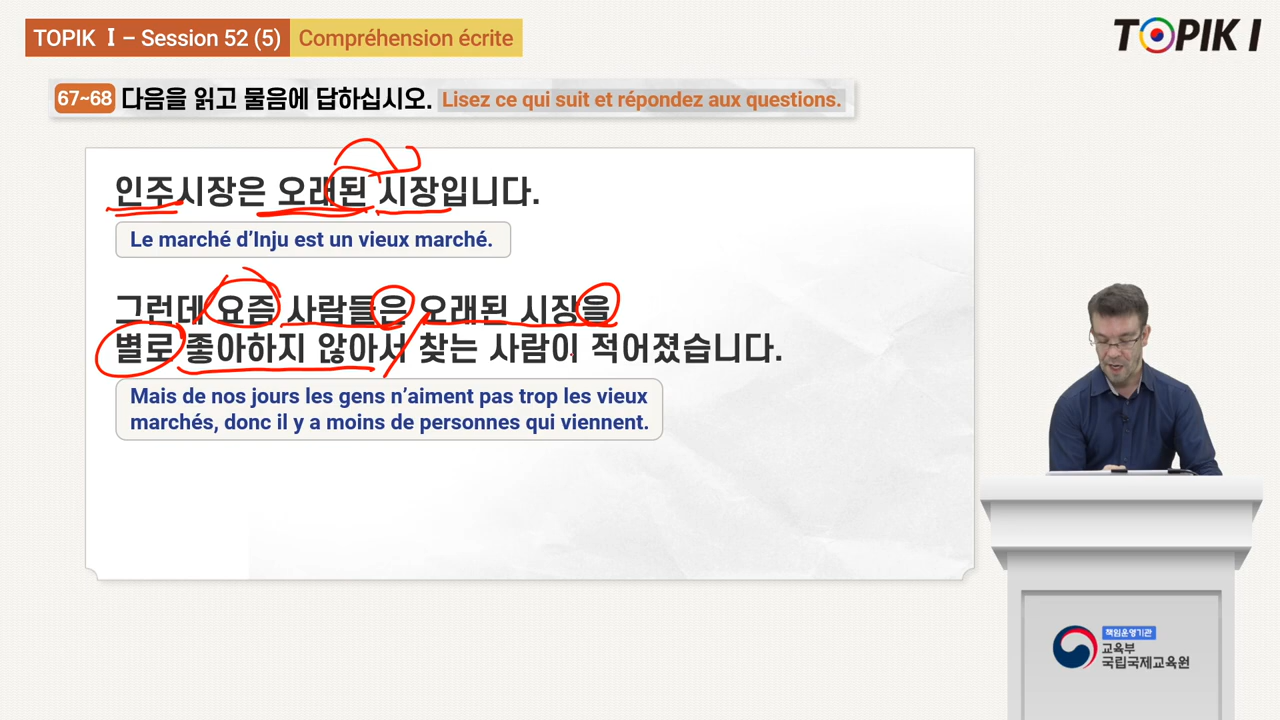 TOPIK I – Session 52 (5) Compréhension écrite
TOPIK I
67~68 다음을 읽고 물음에 답하십시오. Lisez ce qui suit et répondez aux questions.
인주시장은 오래된 시장입니다.
Le marché d’Inju est un vieux marché.
그런데 요즘 사람들은 오래된 시장을
별로 좋아하지 않아서 찾는 사람이 적어졌습니다.
Mais de nos jours les gens n’aiment pas trop les vieux
marchés, donc il y a moins de personnes qui viennent.
책임운영기관
교육부
국립국제교육원